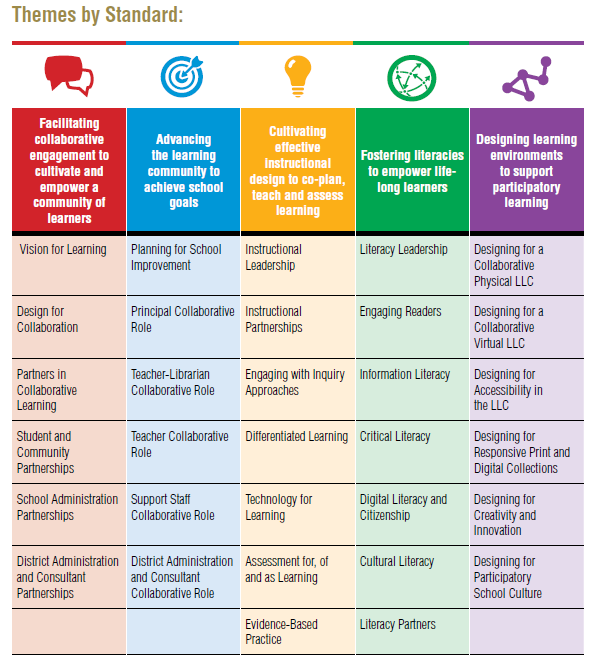 Themes by Standard:
Facilitating
collaborative
engagement to
cultivate and
empower a
community of
learners
Advancing
the learning
community to
achieve school
goals
Cultivating
effective
instructional
design to co-plan,
teach and assess
learning
Fostering literacies
to empower life-
long learners
Designing learning
environments
to support
participatory
learning
Vision for Learning
Planning for School
Improvement
Instructional
Leadership
Literacy Leadership
Designing for a
Collaborative
Physical LLC
Design for
Collaboration
Principal Collaborative
Role
Instructional
Partnerships
Engaging Readers
Designing for a
Collaborative
Virtual LLC
Partners in
Collaborative
Learning
Teacher-Librarian
Collaborative Role
Engaging with Inquiry
Approaches
Information Literacy
Designing for
Accessibility in
the LLC
Student and
Community
Partnerships
Teacher Collaborative
Role
Differentiated Learning
Critical Literacy
Designing for
Responsive Print and
Digital Collections
School Administration
Partnerships
Support Staff
Collaborative Role
Technology for
Learning
Digital Literacy and
Citizenship
Designing for
Creativity and
Innovation
District Administration
and Consultant
Partnerships
District Administration
and Consultant
Collaborative Role
Assessment for, of
and as Learning
Cultural Literacy
Designing for
Participatory
School Culture
Evidence-Based
Practice
Literacy Partners